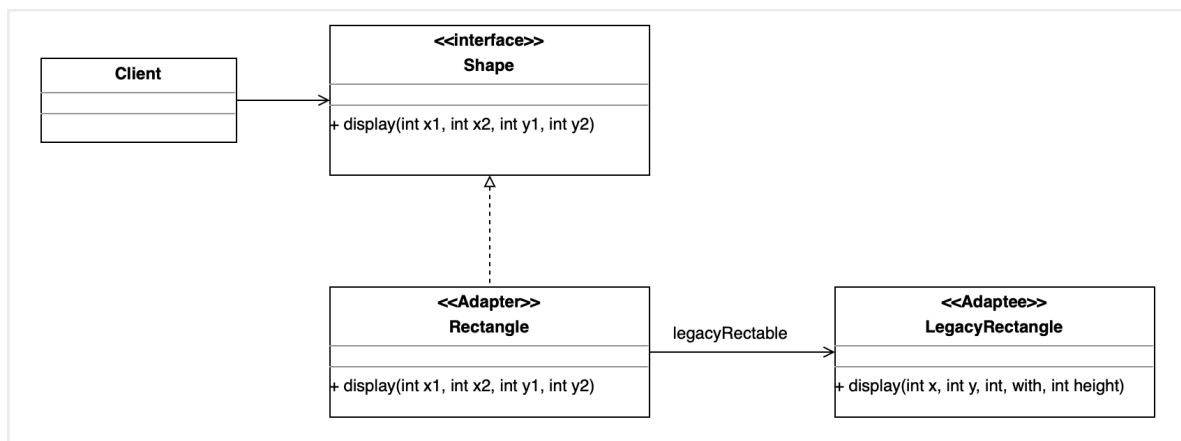 Client
<<interface>>
Shape
+ display(int x1, int x2, int y1, int y2)
<<Adapter>>
Rectangle
+ display(int x1, int x2, int y1, int y2)
legacyRectable
<<Adaptee>>
LegacyRectangle
+ display(int x, int y, int, with, int height)